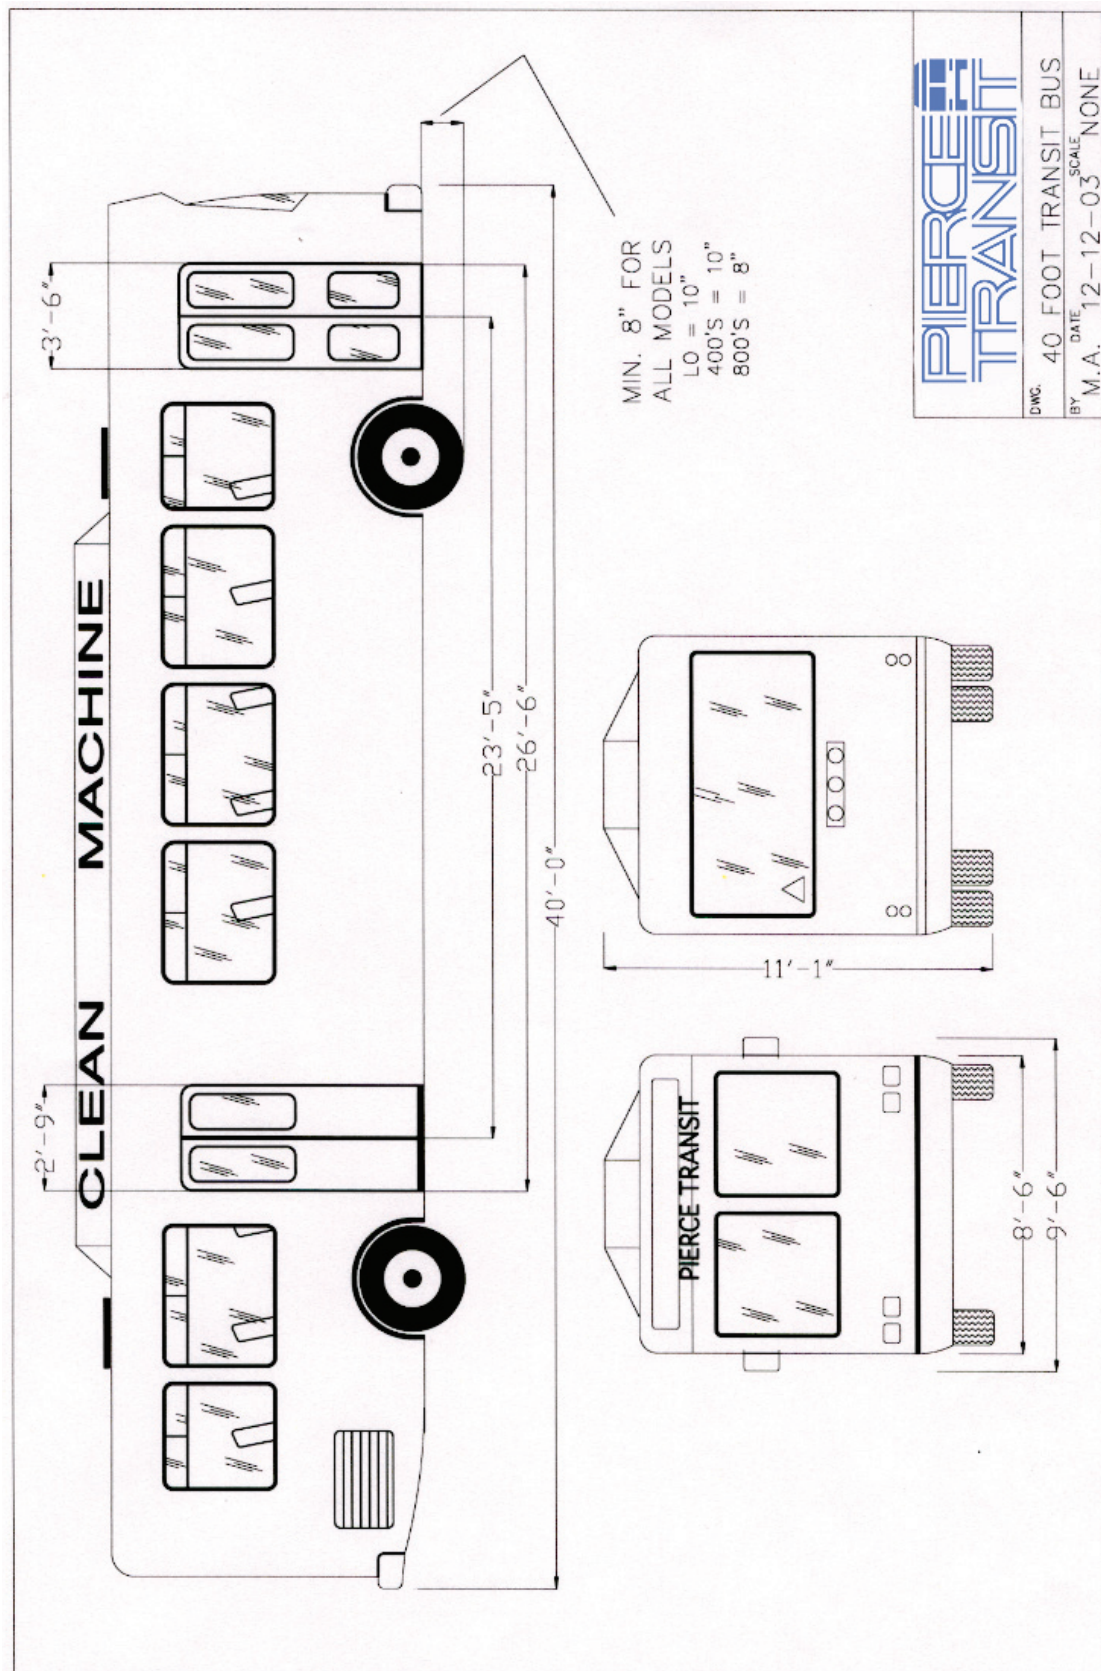 CLEAN MACHINE
2'-9"
3'-6"
23'-5"
26'-6"
40'-0"
MIN. 8" FOR
ALL MODELS
LO = 10"
400'S = 10"
800'S = 8"
PIERCE TRANSIT
8'-6"
9'-6"
11'-1"
PIERCE
TRANSIT
DWG. 40 FOOT TRANSIT BUS
BY M.A. DATE 12-12-03 SCALE NONE